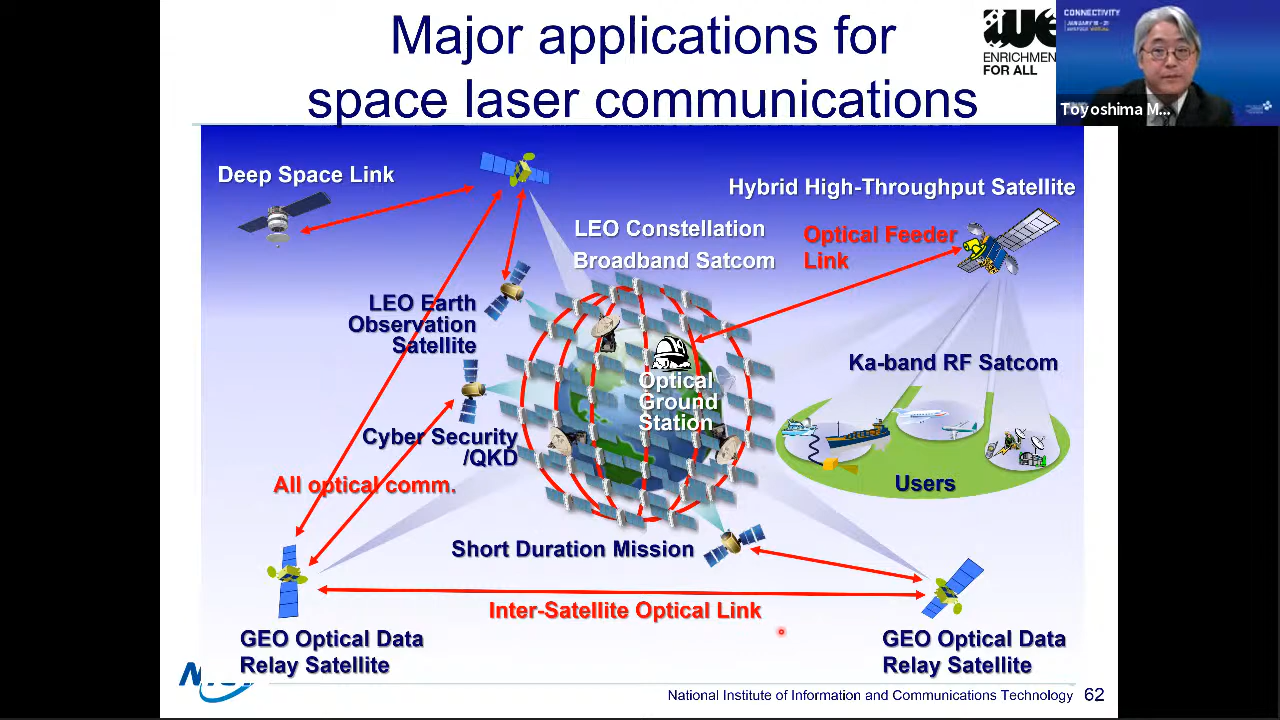 Major applications for
space laser communications
iwe
ENRICHMENT
FOR ALL
CONNECTIVITY
Toyoshima M...
Deep Space Link
Hybrid High-Throughput Satellite
LEO Constellation
Broadband Satcom
Optical Feeder
Link
LEO Earth
Observation
Satellite
Ka-band RF Satcom
Optical
Ground
Station
Cyber Security
/QKD
All optical comm.
Users
Short Duration Mission
Inter-Satellite Optical Link
GEO Optical Data
Relay Satellite
GEO Optical Data
Relay Satellite
National Institute of Information and Communications Technology 62